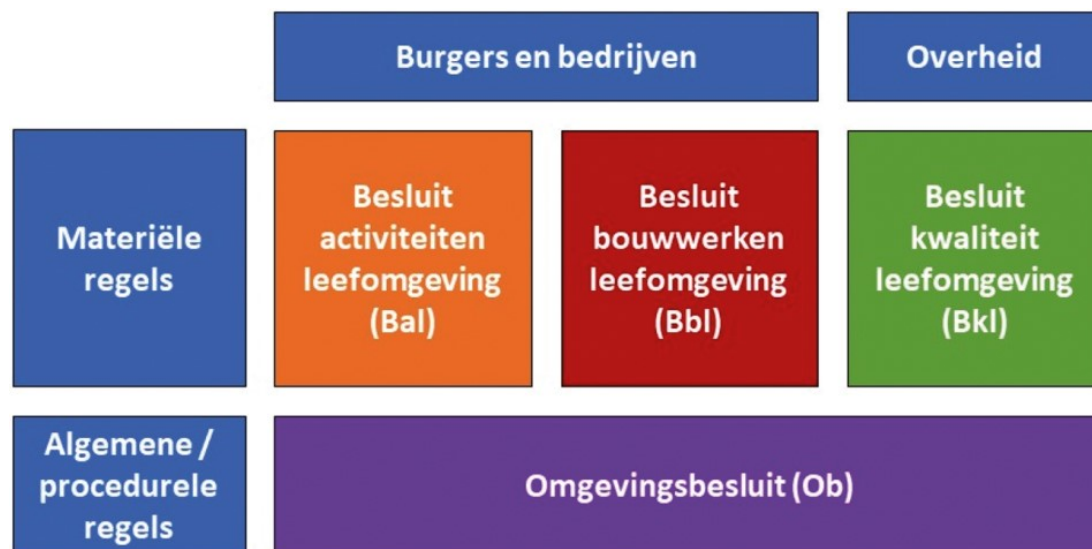 Burgers en bedrijven
Overheid
Materiële
regels
Besluit
activiteiten
leefomgeving
(Bal)
Besluit
bouwwerken
leefomgeving
(Bbl)
Besluit
kwaliteit
leefomgeving
(Bkl)
Algemene /
procedurele
regels
Omgevingsbesluit (Ob)